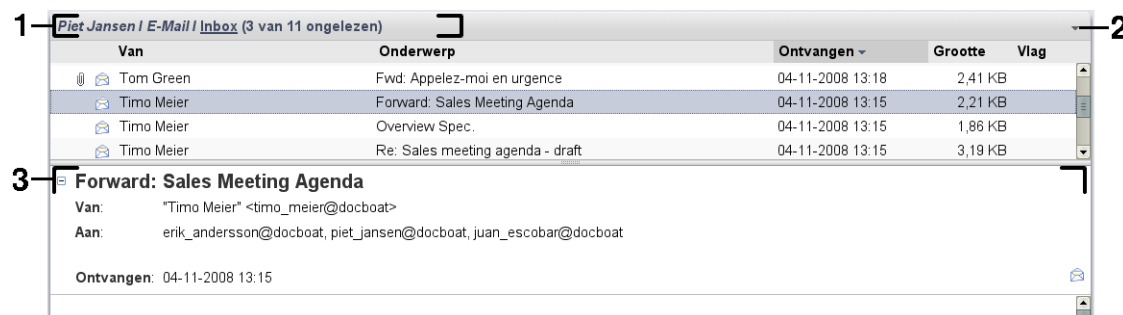 1 Piet Jansen / E-Mail / Inbox (3 van 11 ongelezen) 2
Van Onderwerp Ontvangen Grootte Vlag
Tom Green Fwd: Appelez-moi en urgence 04-11-2008 13:18 2,41 KB
Timo Meier Forward: Sales Meeting Agenda 04-11-2008 13:15 2,21 KB
Timo Meier Overview Spec. 04-11-2008 13:15 1,86 KB
Timo Meier Re: Sales meeting agenda - draft 04-11-2008 13:15 3,19 KB
3 Forward: Sales Meeting Agenda
Van: "Timo Meier" <timo_meier@docboat>
Aan: erik_andersson@docboat, piet_jansen@docboat, juan_escobar@docboat
Ontvangen: 04-11-2008 13:15